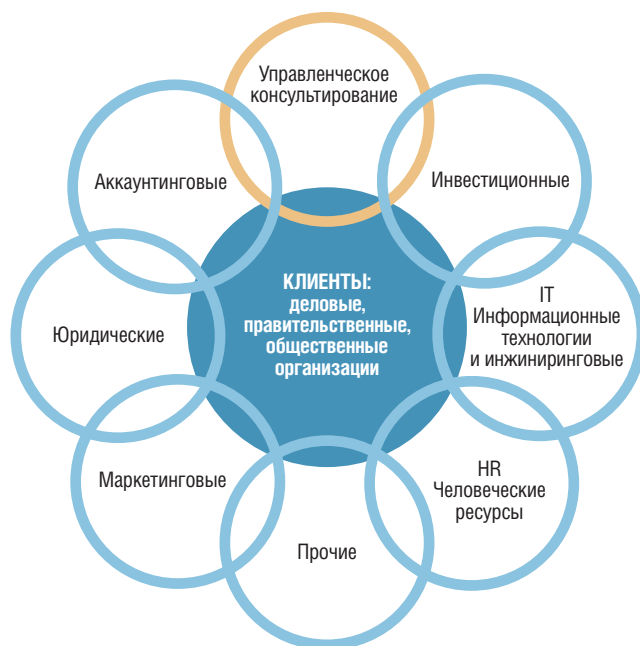 Управленческое
консультирование
Аккаунтинговые
Инвестиционные
КЛИЕНТЫ:
деловые,
правительственные,
общественные
организации
IT
Информационные
технологии
и инжиниринговые
Юридические
HR
Человеческие
ресурсы
Маркетинговые
Прочие